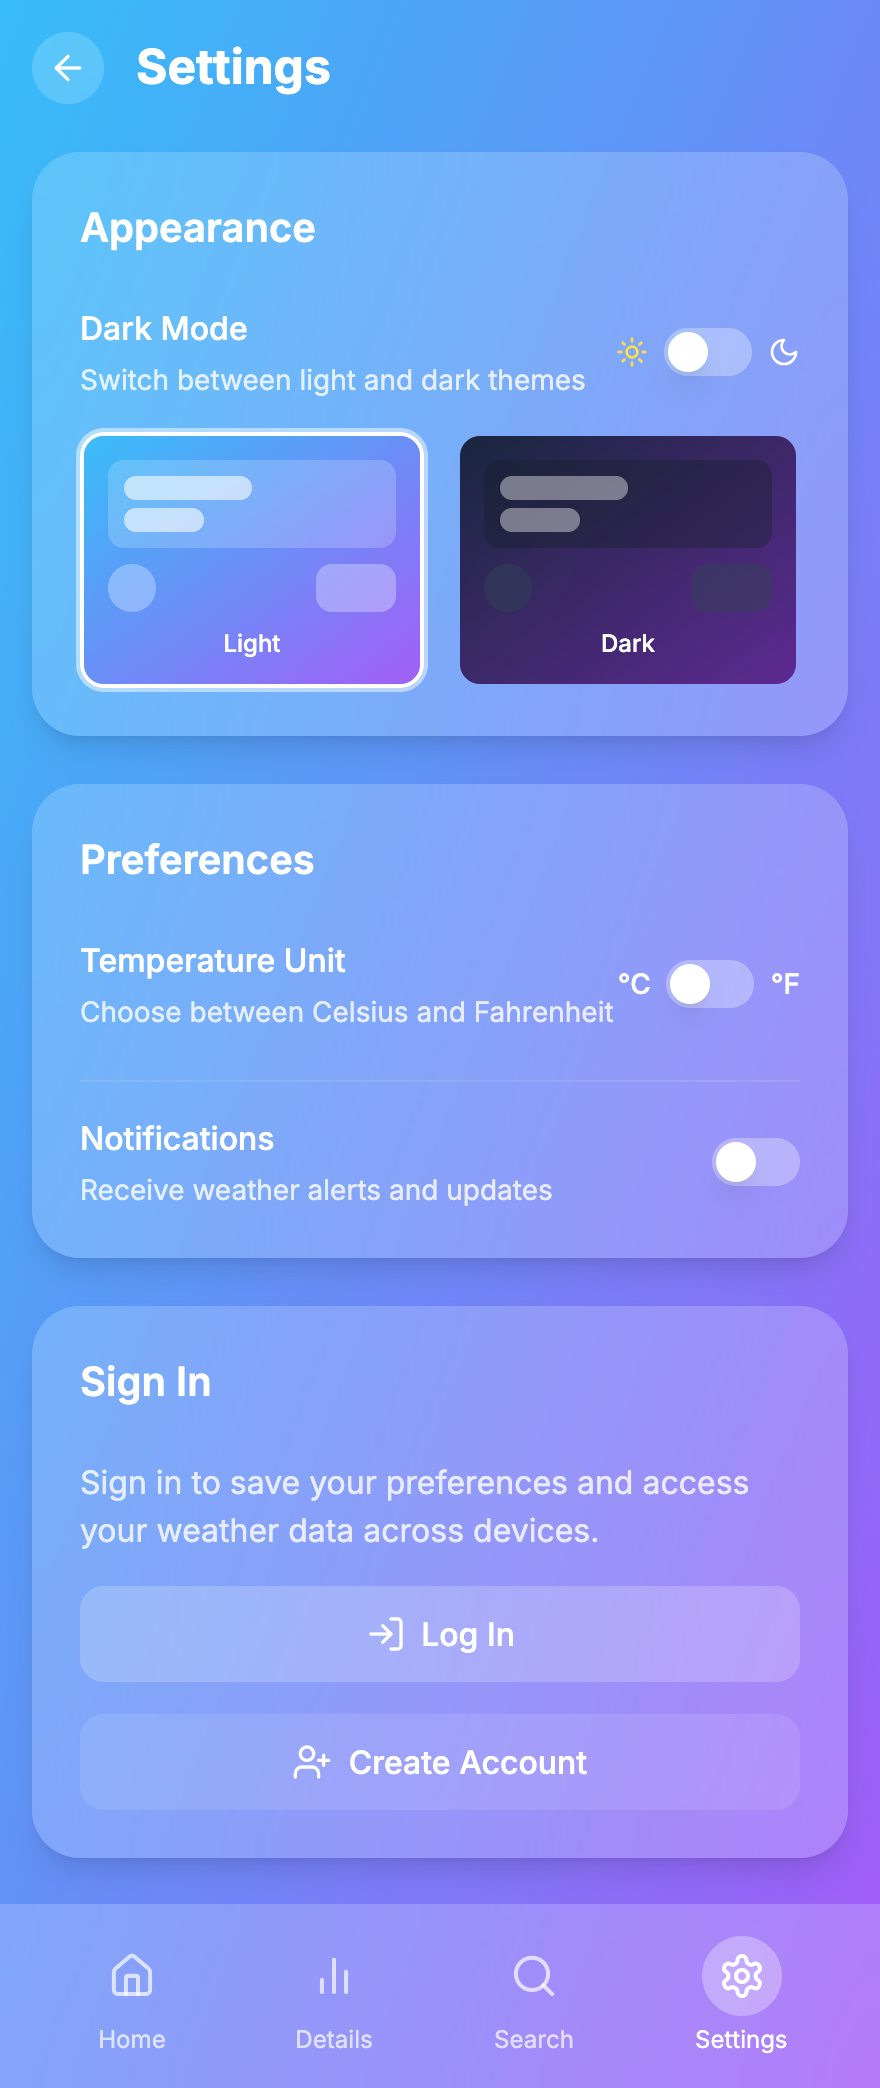 Settings
Appearance
Dark Mode
Switch between light and dark themes
Light
Dark
Preferences
Temperature Unit
Choose between Celsius and Fahrenheit
°C
°F
Notifications
Receive weather alerts and updates
Sign In
Sign in to save your preferences and access
your weather data across devices.
Log In
Create Account
Home
Details
Search
Settings